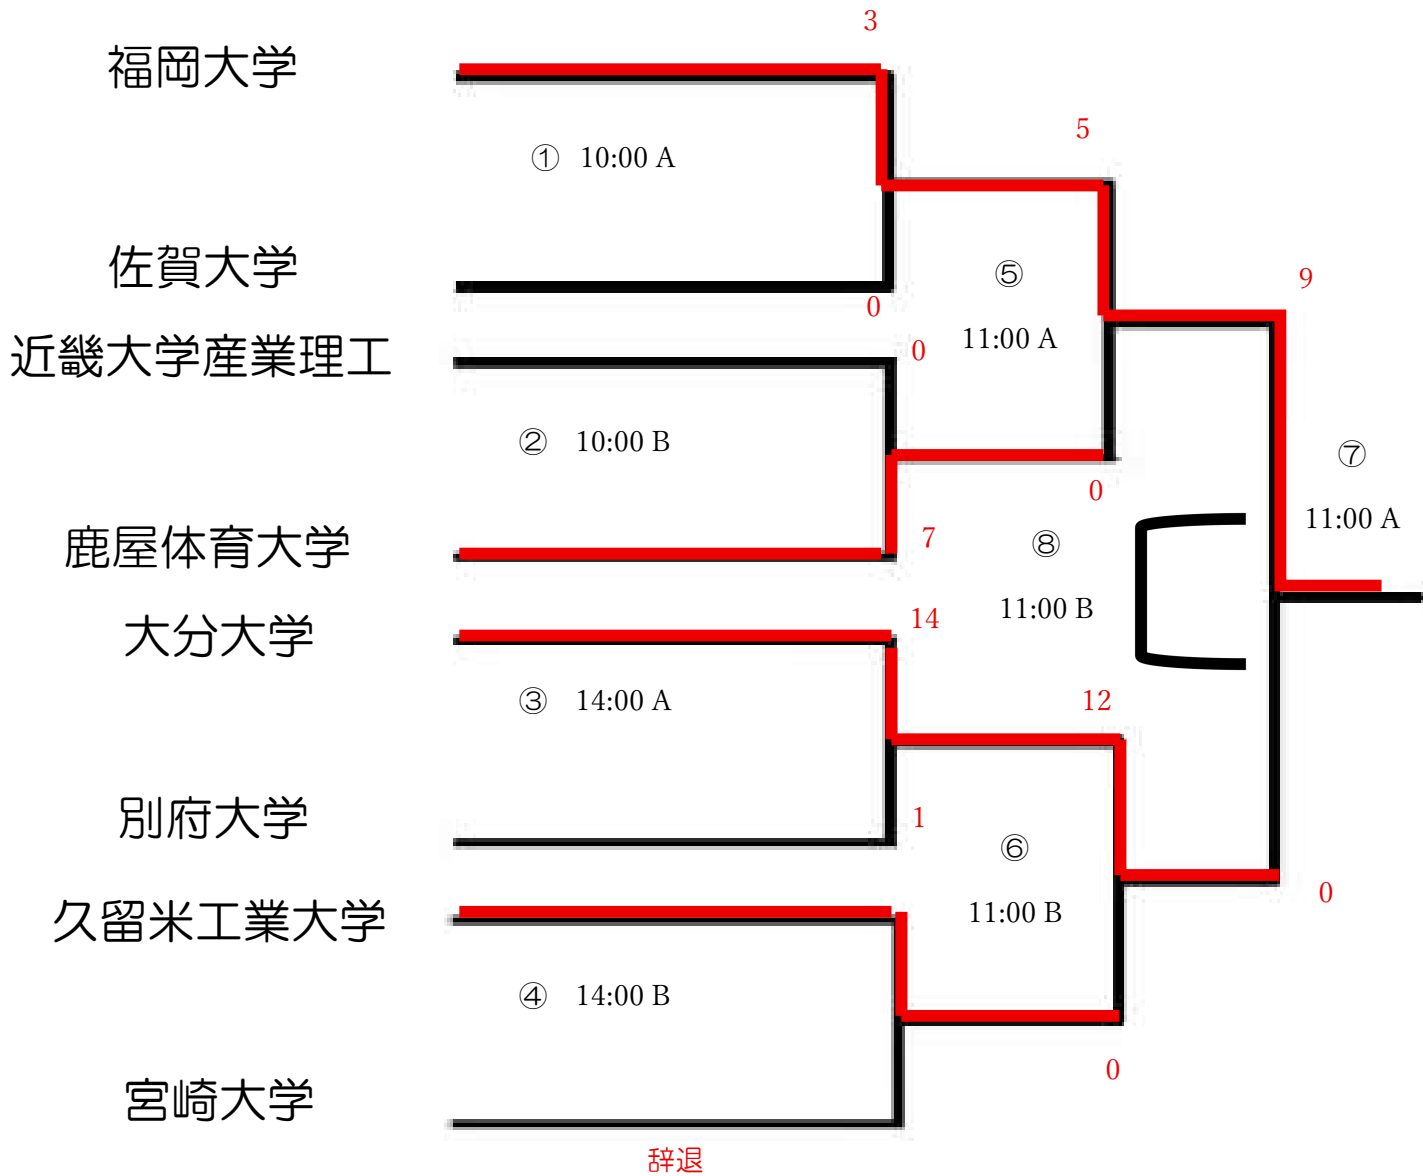 3
福岡大学
5
① 10:00 A
佐賀大学
⑤
9
0
近畿大学産業理工
0
11:00 A
② 10:00 B
⑦
0
11:00 A
鹿屋体育大学
7
⑧
大分大学
14
11:00 B
③ 14:00 A
12
別府大学
1
⑥
久留米工業大学
11:00 B
0
④ 14:00 B
0
宮崎大学
辞退